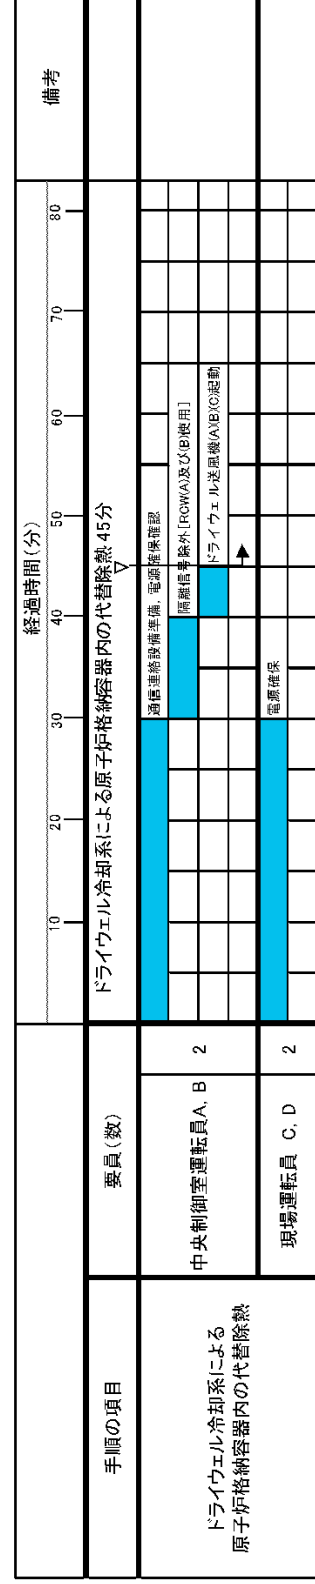 経過時間(分)
備考
10 20 30 40 50 60 70 80
手順の項目
要員(数)
ドライウェル冷却系による原子炉格納容器内の代替除熱 45分
ドライウェル冷却系による
原子炉格納容器内の代替除熱
中央制御室運転員A, B
2
通信連絡設備準備, 電源確保確認
隔離信号除外[RCW(A)及び(B)使用]
ドライウェル送風機(A)(B)(C)起動
現場運転員 C, D
2
電源確保